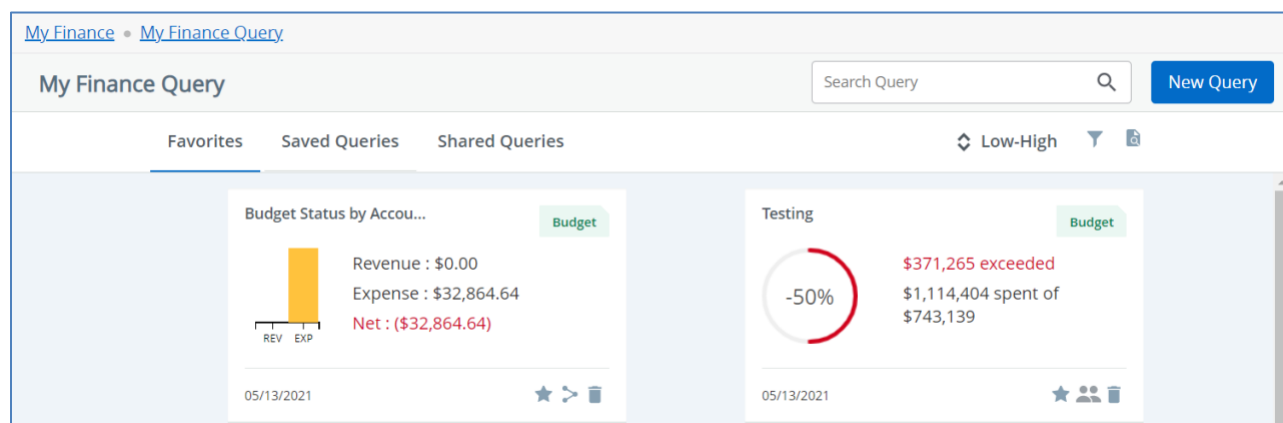 My Finance • My Finance Query
My Finance Query
Search Query
New Query
Favorites
Saved Queries
Shared Queries
Low-High
Budget Status by Accou...
Budget
Revenue : $0.00
Expense : $32,864.64
Net : ($32,864.64)
REV EXP
05/13/2021
Testing
Budget
-50%
$371,265 exceeded
$1,114,404 spent of
$743,139
05/13/2021